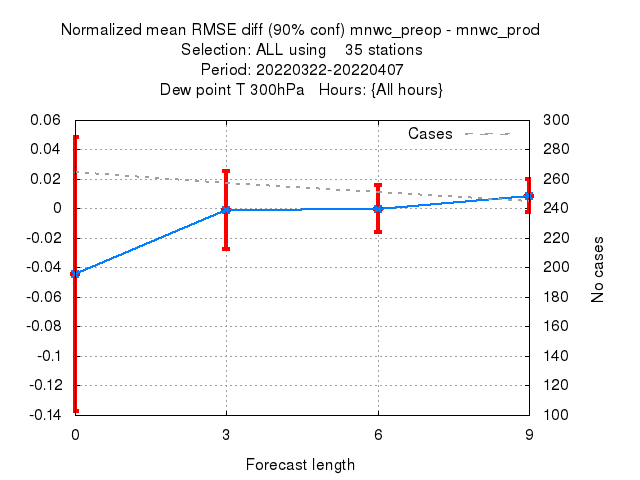 Normalized mean RMSE diff (90% conf) mnwc_preop - mnwc_prod
Selection: ALL using 35 stations
Period: 20220322-20220407
Dew point T 300hPa Hours: {All hours}
Cases
0.06
0.04
0.02
0
-0.02
-0.04
-0.06
-0.08
-0.1
-0.12
-0.14
300
280
260
240
220
200
180
160
140
120
100
No cases
0 3 6 9
Forecast length